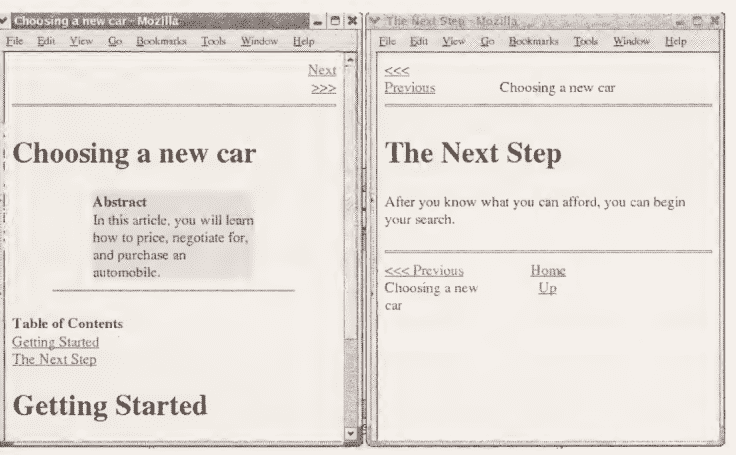 Choosing a new car - Mozilla
File Edit View Go Bookmarks Tools Window Help
Next
>>>
Choosing a new car
Abstract
In this article, you will learn
how to price, negotiate for,
and purchase an
automobile.
Table of Contents
Getting Started
The Next Step
Getting Started
The Next Step - Mozilla
File Edit View Go Bookmarks Tools Window Help
<<<
Previous Choosing a new car
The Next Step
After you know what you can afford, you can begin
your search.
<<< Previous Home
Choosing a new Up
car